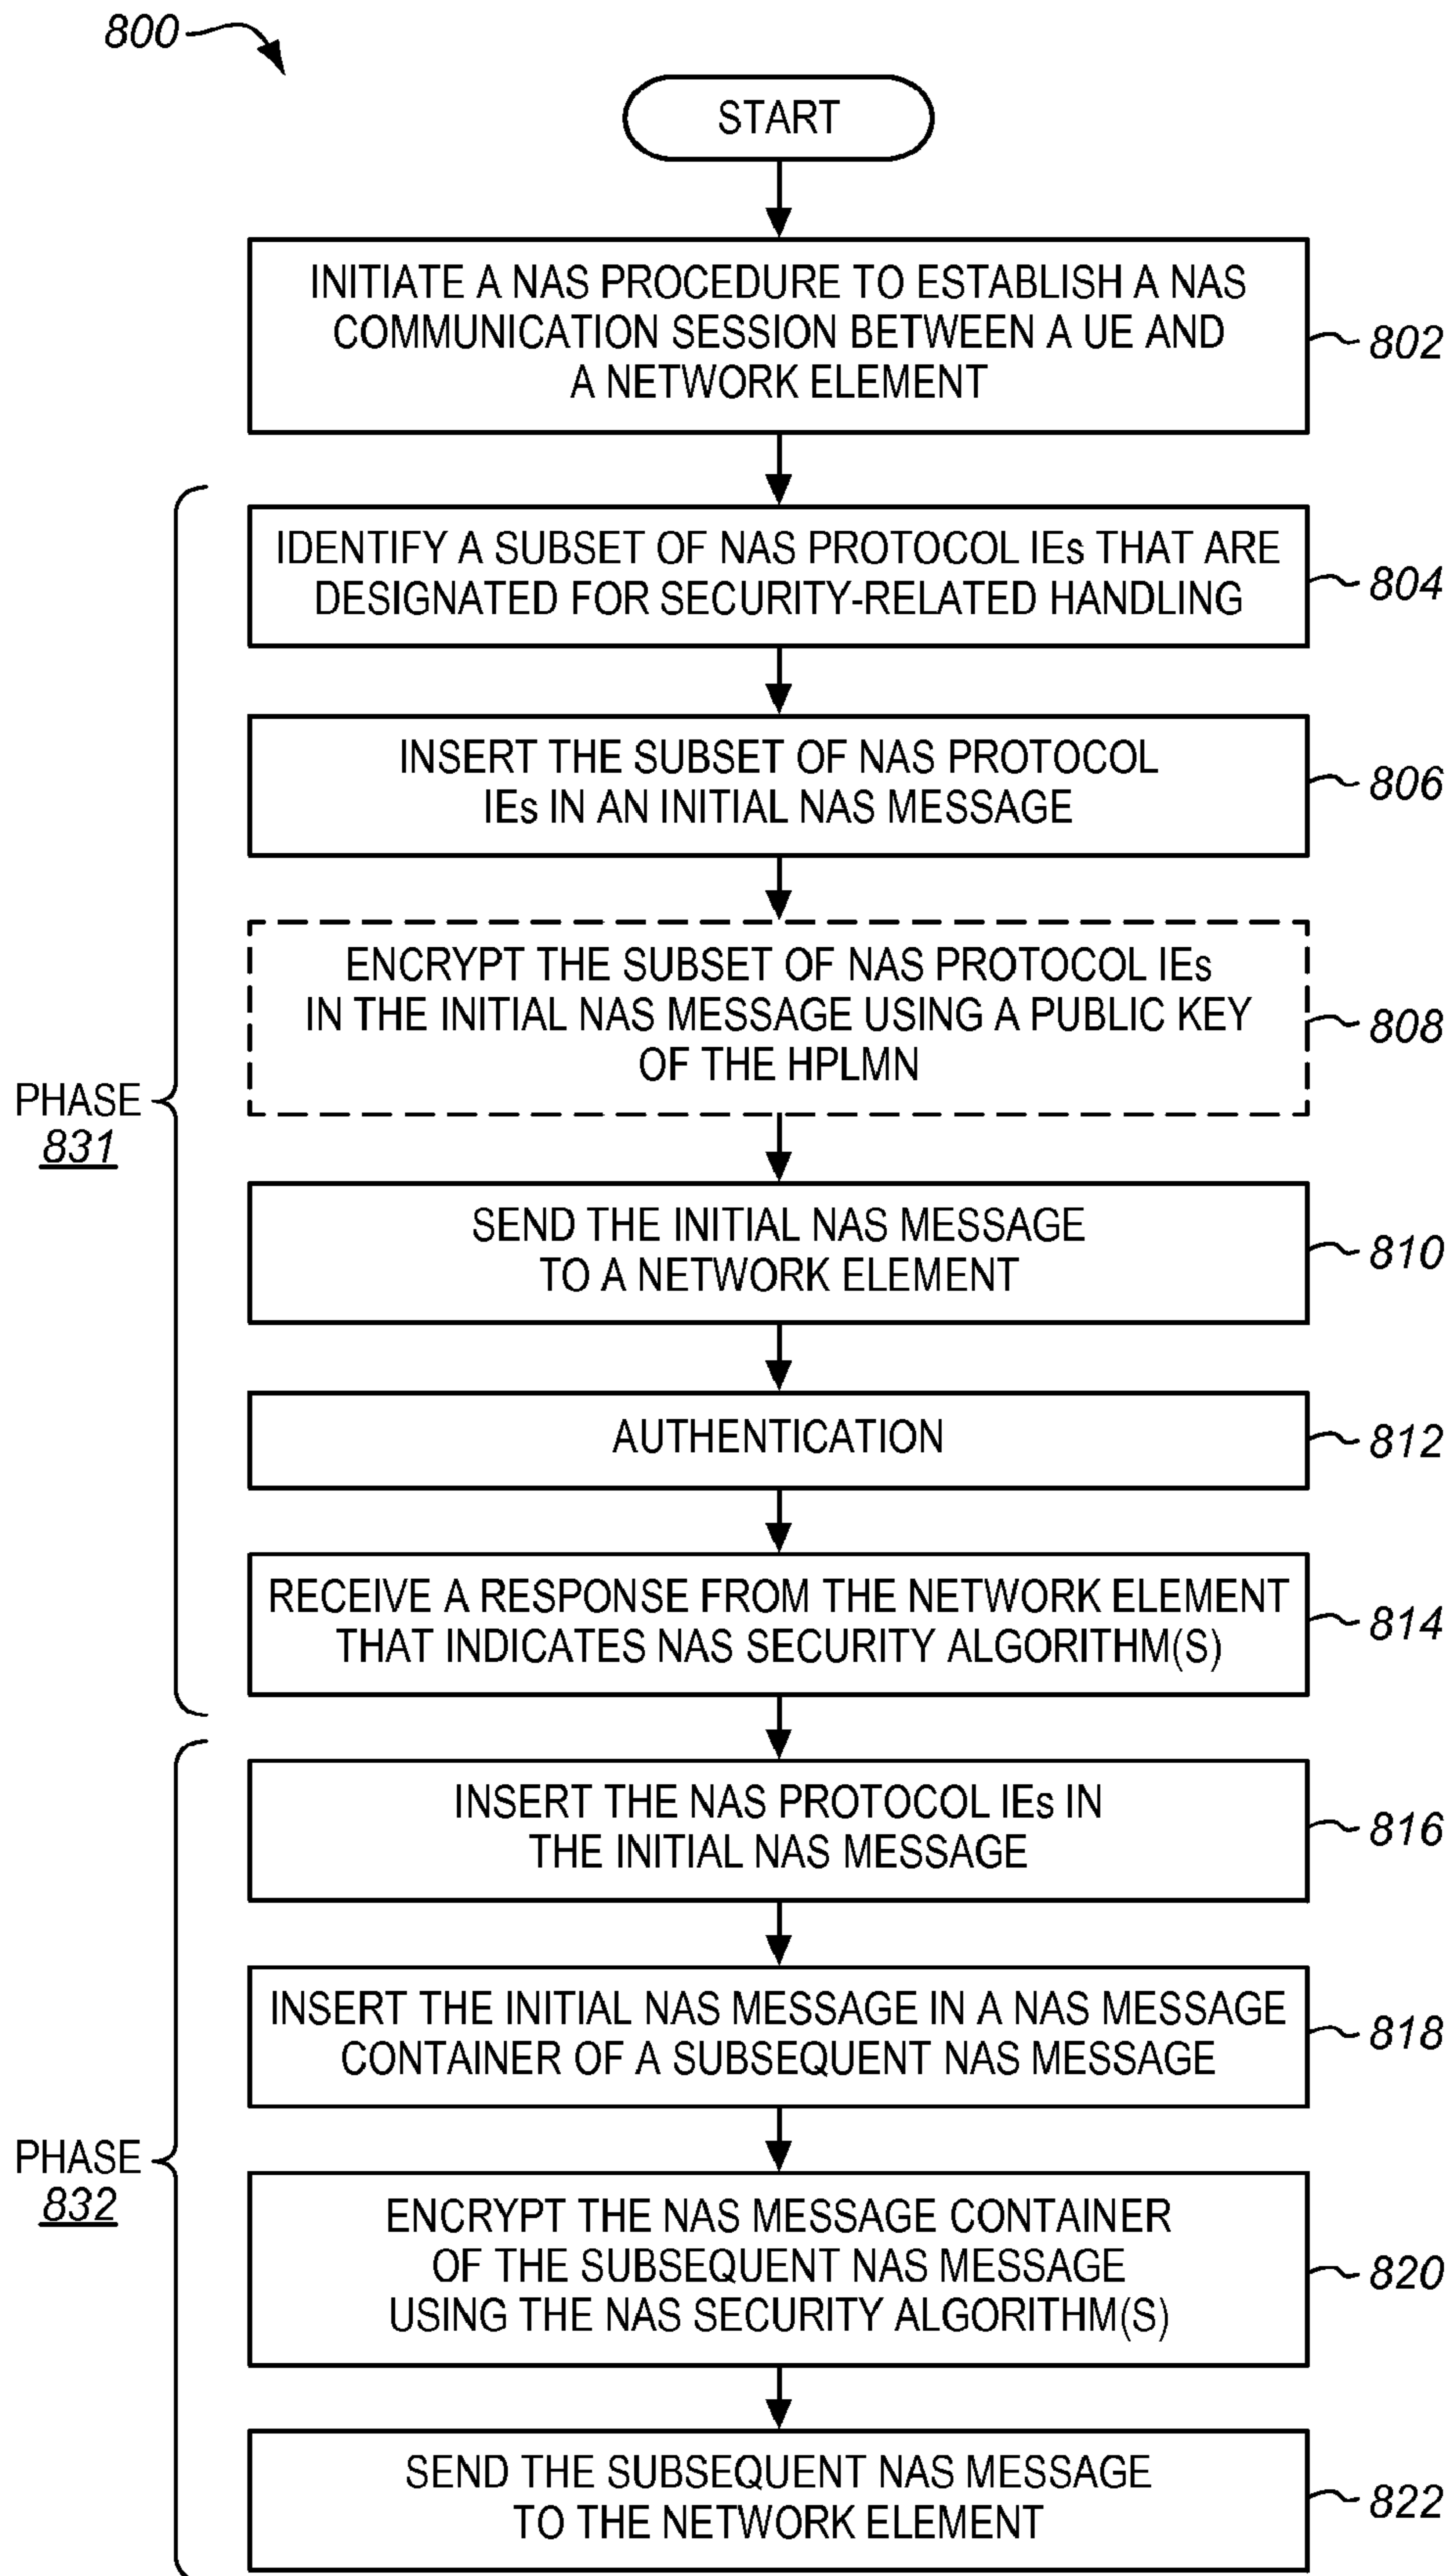 800
START
INITIATE A NAS PROCEDURE TO ESTABLISH A NAS
COMMUNICATION SESSION BETWEEN A UE AND
A NETWORK ELEMENT
802
IDENTIFY A SUBSET OF NAS PROTOCOL IEs THAT ARE
DESIGNATED FOR SECURITY-RELATED HANDLING
804
INSERT THE SUBSET OF NAS PROTOCOL
IEs IN AN INITIAL NAS MESSAGE
806
ENCRYPT THE SUBSET OF NAS PROTOCOL IEs
IN THE INITIAL NAS MESSAGE USING A PUBLIC KEY
OF THE HPLMN
808
PHASE
831
SEND THE INITIAL NAS MESSAGE
TO A NETWORK ELEMENT
810
AUTHENTICATION
812
RECEIVE A RESPONSE FROM THE NETWORK ELEMENT
THAT INDICATES NAS SECURITY ALGORITHM(S)
814
INSERT THE NAS PROTOCOL IEs IN
THE INITIAL NAS MESSAGE
816
INSERT THE INITIAL NAS MESSAGE IN A NAS MESSAGE
CONTAINER OF A SUBSEQUENT NAS MESSAGE
818
PHASE
832
ENCRYPT THE NAS MESSAGE CONTAINER
OF THE SUBSEQUENT NAS MESSAGE
USING THE NAS SECURITY ALGORITHM(S)
820
SEND THE SUBSEQUENT NAS MESSAGE
TO THE NETWORK ELEMENT
822